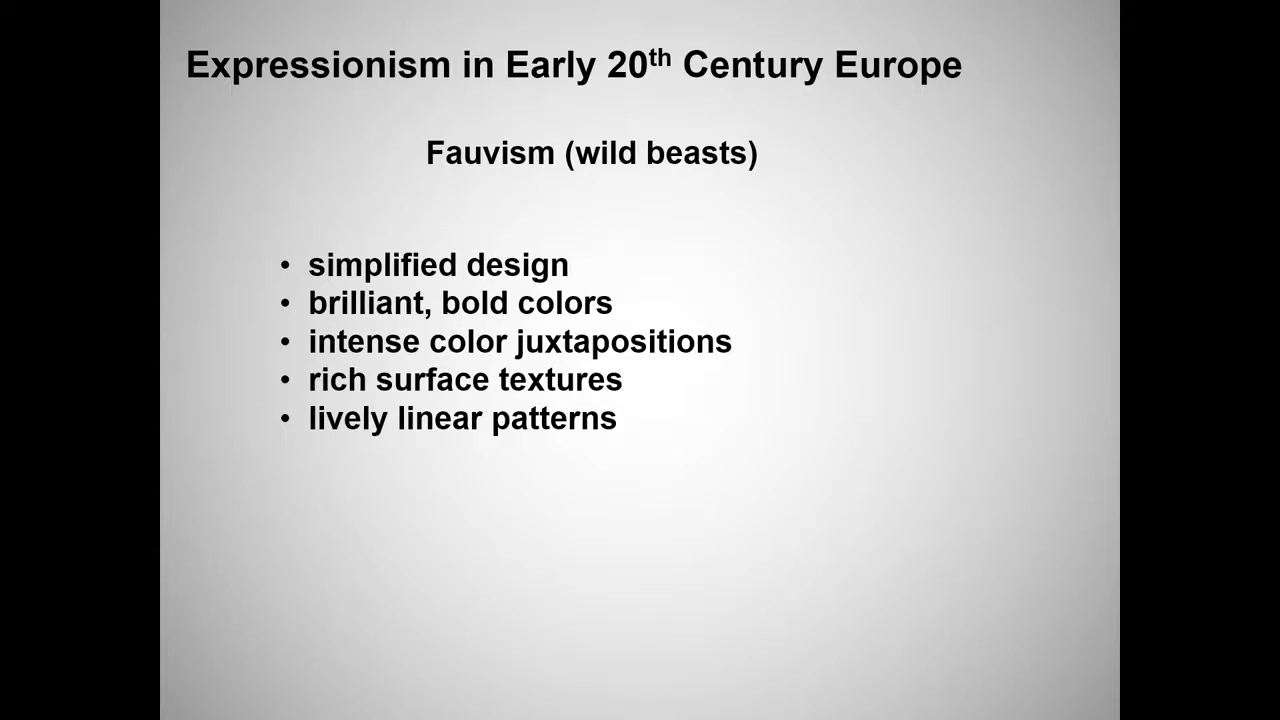 Expressionism in Early 20th Century Europe
Fauvism (wild beasts)
• simplified design
• brilliant, bold colors
• intense color juxtapositions
• rich surface textures
• lively linear patterns